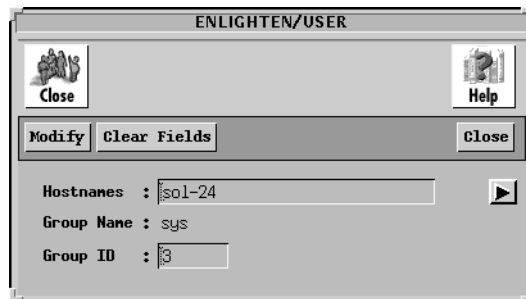 ENLIGHTEN/USER
Close
Help
Modify Clear Fields Close
Hostnames : sol-24
Group Name : sys
Group ID : 3